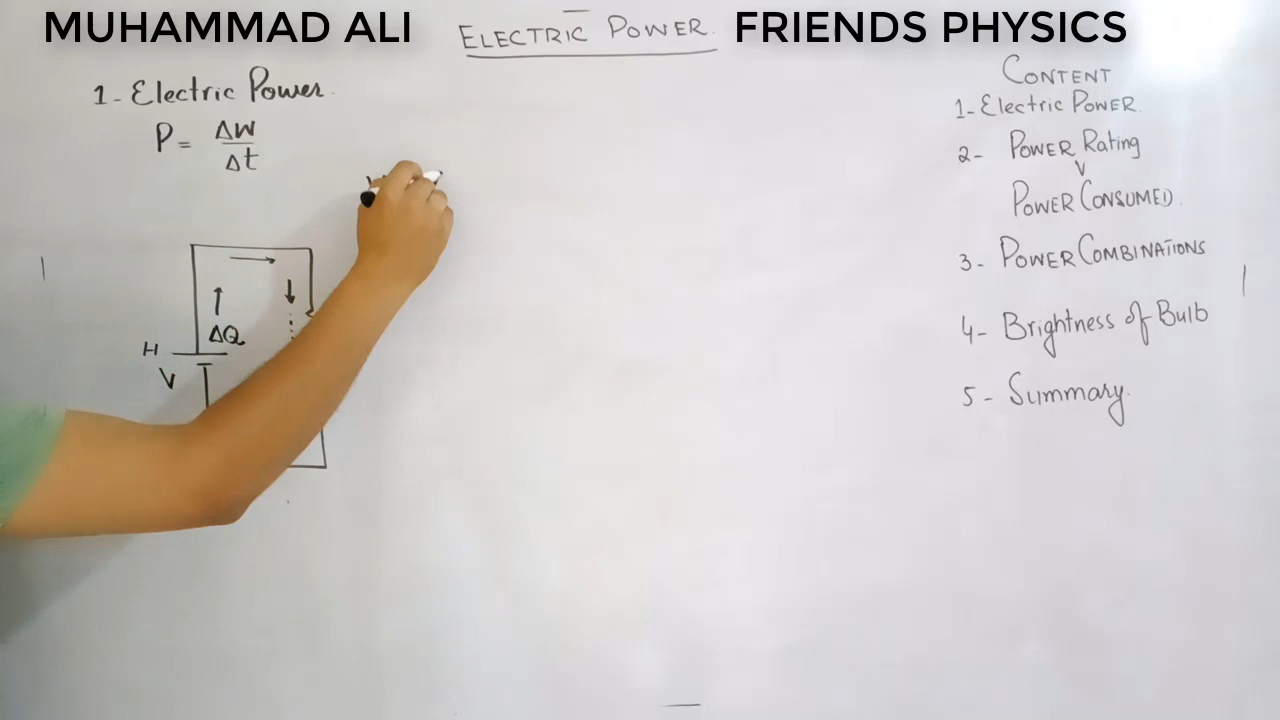 MUHAMMAD ALI
ELECTRIC POWER.
FRIENDS PHYSICS
1- Electric Power.
P = ΔW
Δt
ΔQ
H
V
CONTENT
1- Electric POWER.
2- POWER Rating
V
POWER CONSUMED.
3- POWER COMBINATIONS
4- Brightness of Bulb
5- Summary.